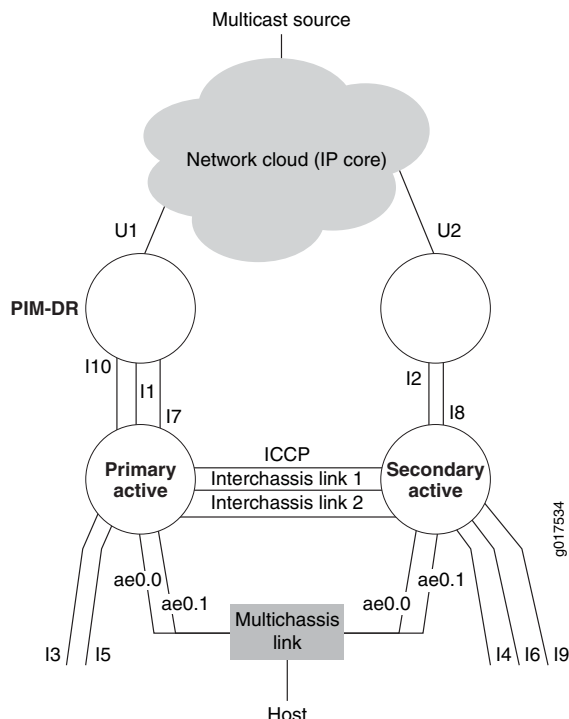 Multicast source
Network cloud (IP core)
U1
U2
PIM-DR
I10
I1
I7
I2
I8
ICCP
Interchassis link 1
Interchassis link 2
Primary
active
Secondary
active
g017534
ae0.0
ae0.1
ae0.0
ae0.1
Multichassis
link
I3
I5
I4
I6
I9
Host